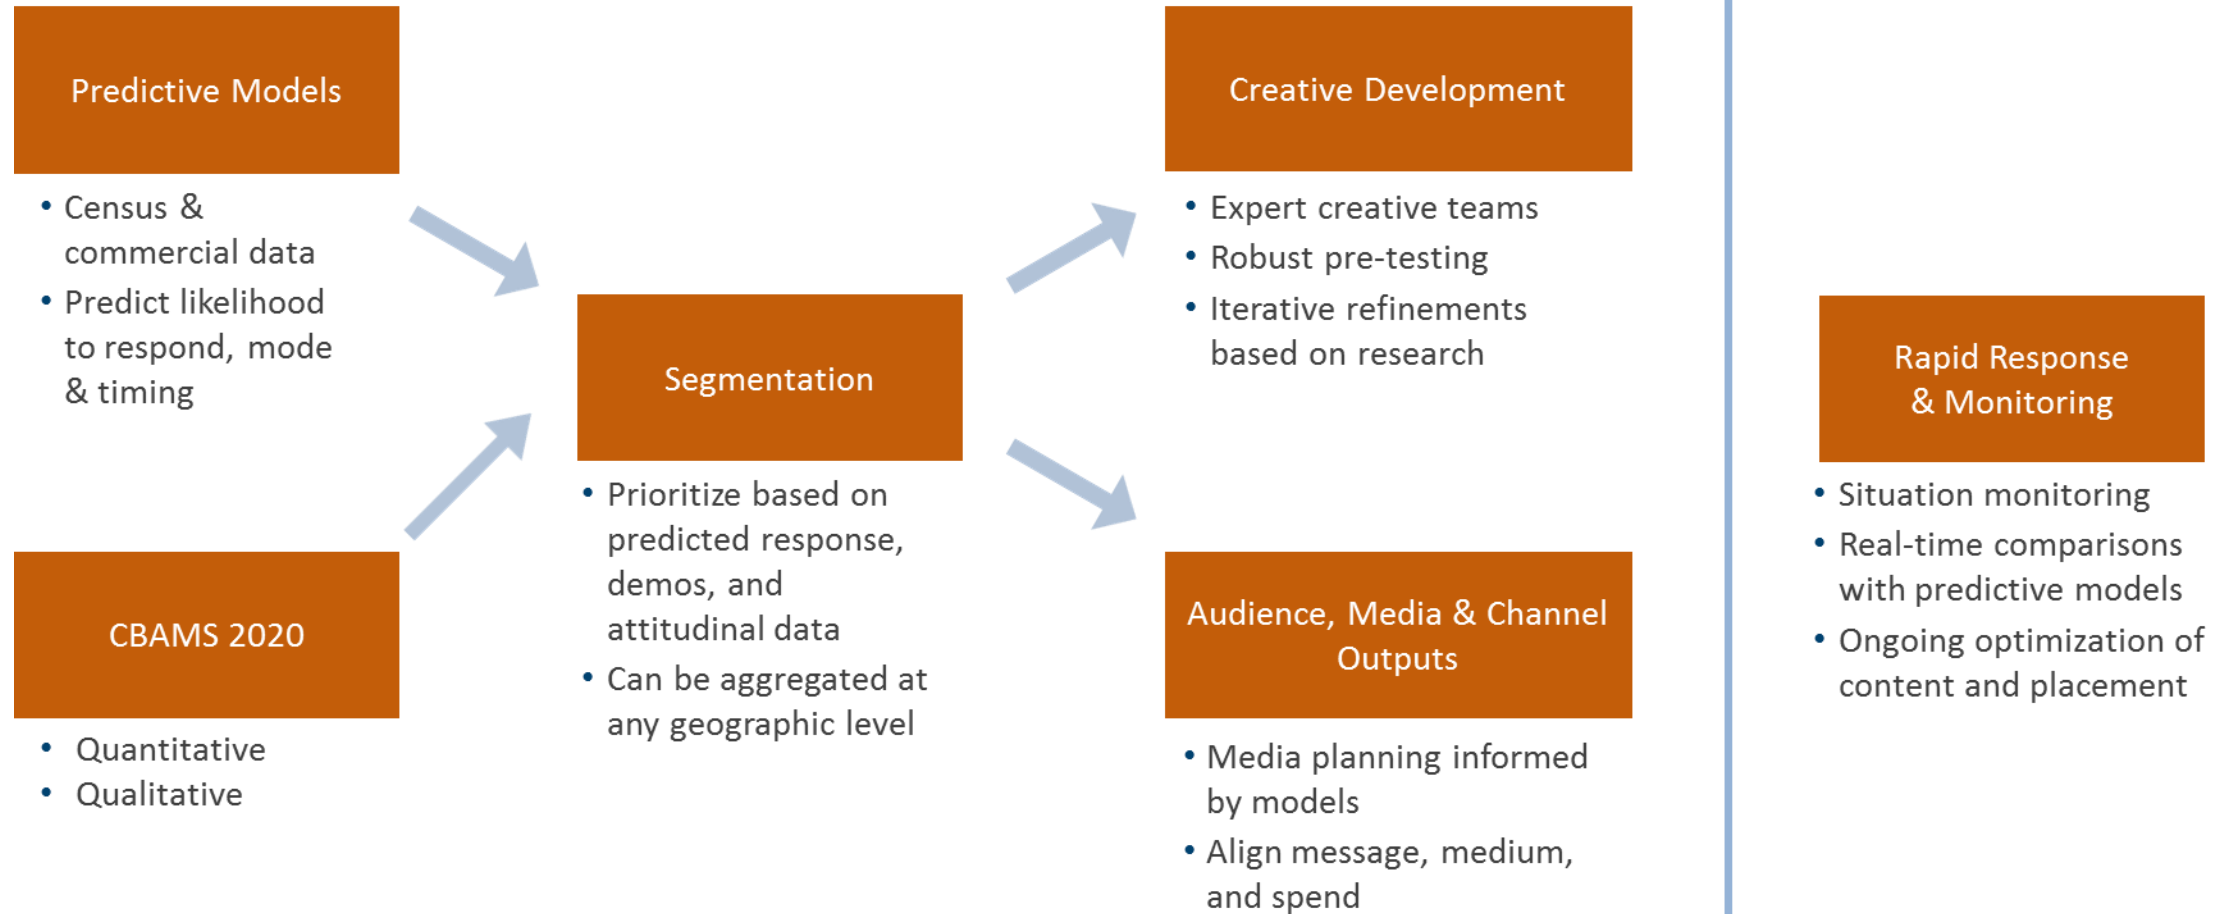 Predictive Models
• Census &
commercial data
• Predict likelihood
to respond, mode
& timing
CBAMS 2020
• Quantitative
• Qualitative
Segmentation
• Prioritize based on
predicted response,
demos, and
attitudinal data
• Can be aggregated at
any geographic level
Creative Development
• Expert creative teams
• Robust pre-testing
• Iterative refinements
based on research
Audience, Media & Channel
Outputs
• Media planning informed
by models
• Align message, medium,
and spend
Rapid Response
& Monitoring
• Situation monitoring
• Real-time comparisons
with predictive models
• Ongoing optimization of
content and placement